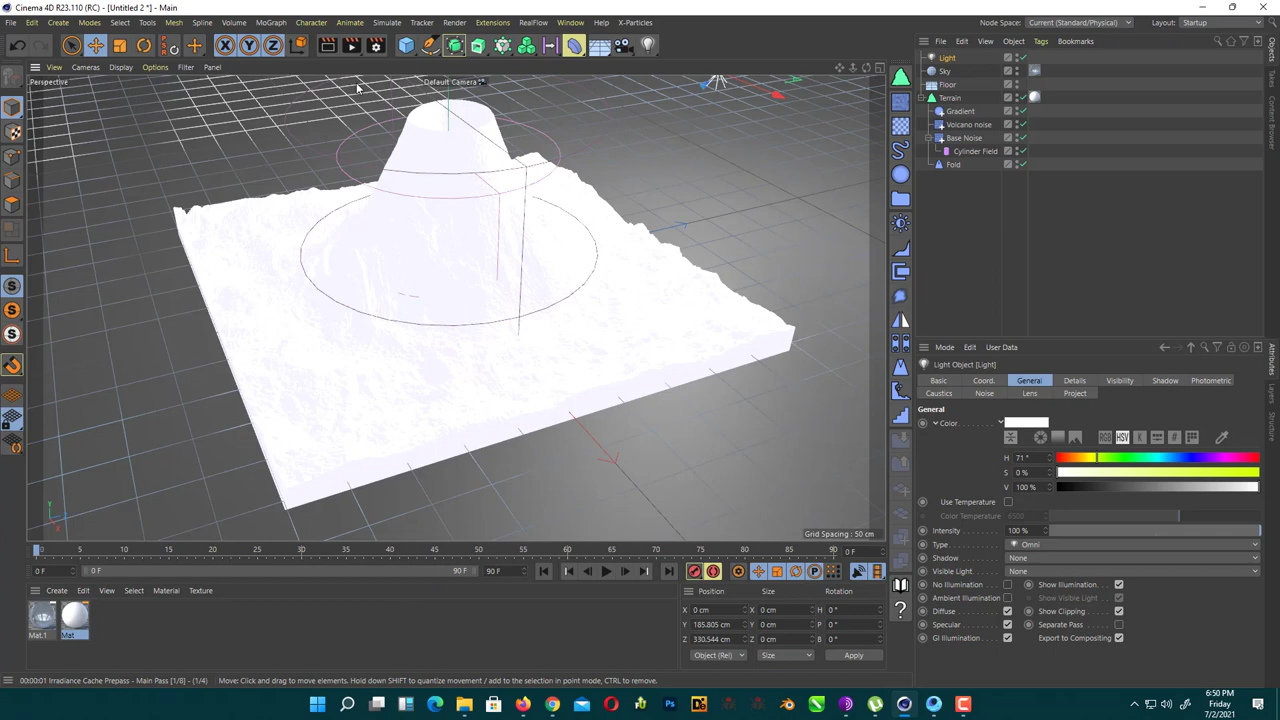 Cinema 4D R23.110 (RC) - [Untitled 2 *] - Main
File Edit Create Modes Select Tools Mesh Spline Volume MoGraph Character Animate Simulate Tracker Render Extensions RealFlow Window Help X-Particles
Node Space: Current (Standard/Physical) Layout: Startup
X Y Z
File Edit View Object Tags Bookmarks
View Cameras Display Options Filter Panel
Perspective
Default Camera
Light
Sky
Floor
Terrain
Gradient
Volcano noise
Base Noise
Cylinder Field
Fold
Objects
Content Browser
Mode Edit User Data
Light Object [Light]
Basic Coord. General Details Visibility Shadow Photometric
Caustics Noise Lens Project
General
Color
RGB HSV K
H 71 °
S 0 %
V 100 %
Use Temperature
Color Temperature 6500
Intensity 100 %
Type Omni
Shadow None
Visible Light None
No Illumination Show Illumination
Ambient Illumination Show Visible Light
Diffuse Show Clipping
Specular Separate Pass
GI Illumination Export to Compositing
Attributes
Layers
Structure
Grid Spacing : 50 cm
0 5 10 15 20 25 30 35 40 45 50 55 60 65 70 75 80 85 90 0 F
0 F 0 F 90 F 90 F
Create Edit View Select Material Texture
Mat.1 Mat
Position Size Rotation
X 0 cm X 0 cm H 0 °
Y 185.805 cm Y 0 cm P 0 °
Z 330.544 cm Z 0 cm B 0 °
Object (Rel) Size Apply
00:00:01 Irradiance Cache Prepass - Main Pass [1/8] - (1/4) Move: Click and drag to move elements. Hold down SHIFT to quantize movement / add to the selection in point mode, CTRL to remove.
6:50 PM
Friday
7/2/2021